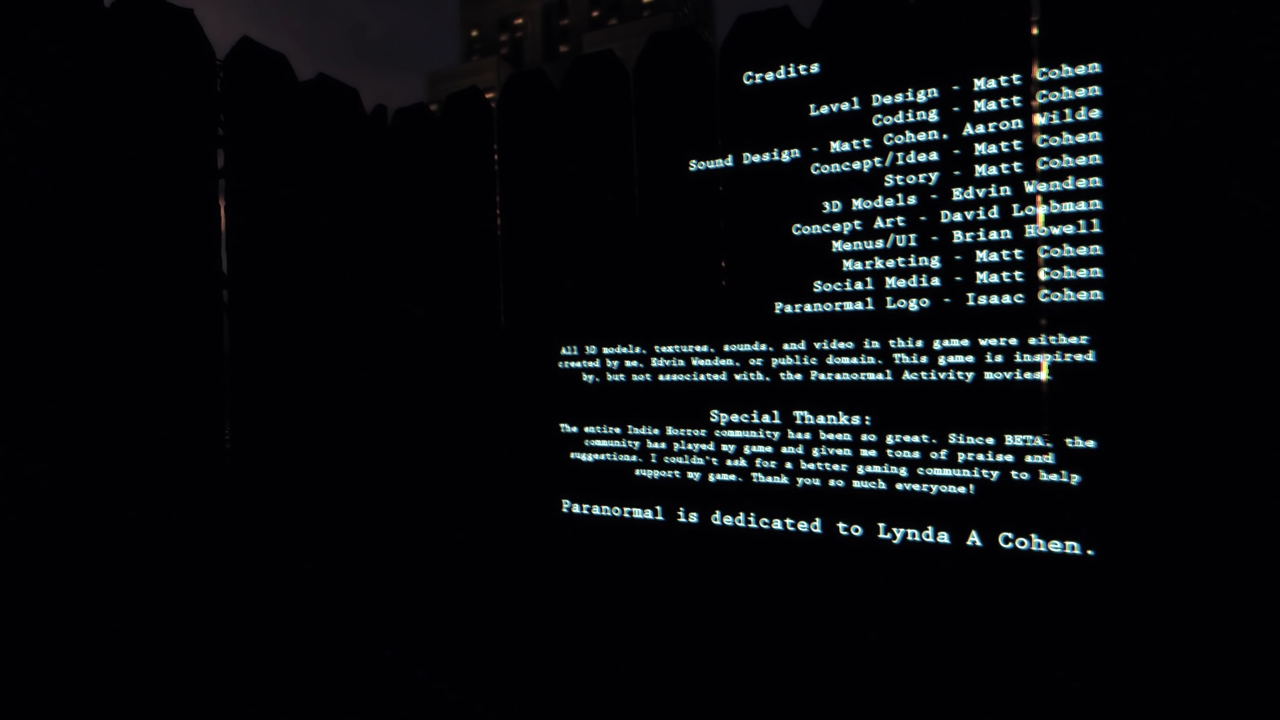 Credits
Level Design - Matt Cohen
Coding - Matt Cohen
Sound Design - Matt Cohen, Aaron Wilde
Concept/Idea - Matt Cohen
Story - Matt Cohen
3D Models - Edvin Wenden
Concept Art - David Loebman
Menus/UI - Brian Howell
Marketing - Matt Cohen
Social Media - Matt Cohen
Paranormal Logo - Isaac Cohen
All 3D models, textures, sounds, and video in this game were either
created by me, Edvin Wenden, or public domain. This game is inspired
by, but not associated with, the Paranormal Activity movies.
Special Thanks:
The entire Indie Horror community has been so great. Since BETA, the
community has played my game and given me tons of praise and
suggestions. I couldn't ask for a better gaming community to help
support my game. Thank you so much everyone!
Paranormal is dedicated to Lynda A Cohen.